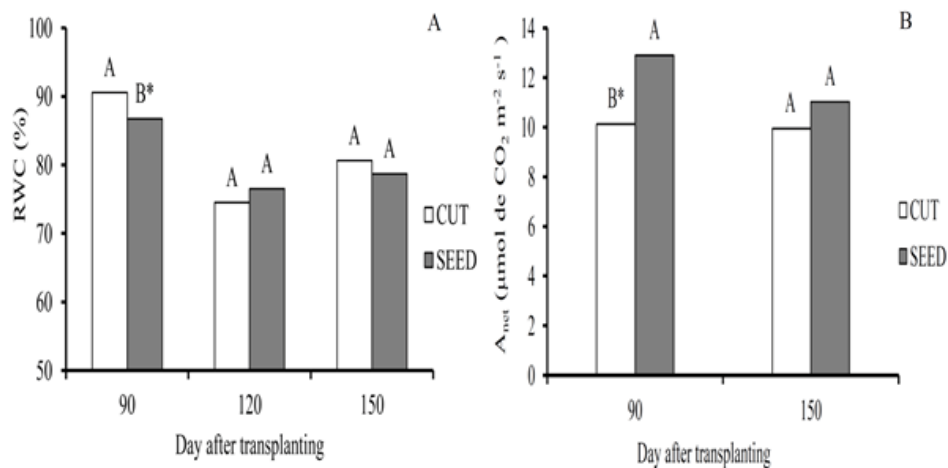 A
RWC (%)
100
90
80
70
60
50
A
B*
A
A
A
A
CUT
SEED
90
120
150
Day after transplanting
B
Anet (µmol de CO2 m-2 s-1)
14
12
10
8
6
4
2
0
B*
A
A
A
CUT
SEED
90
150
Day after transplanting